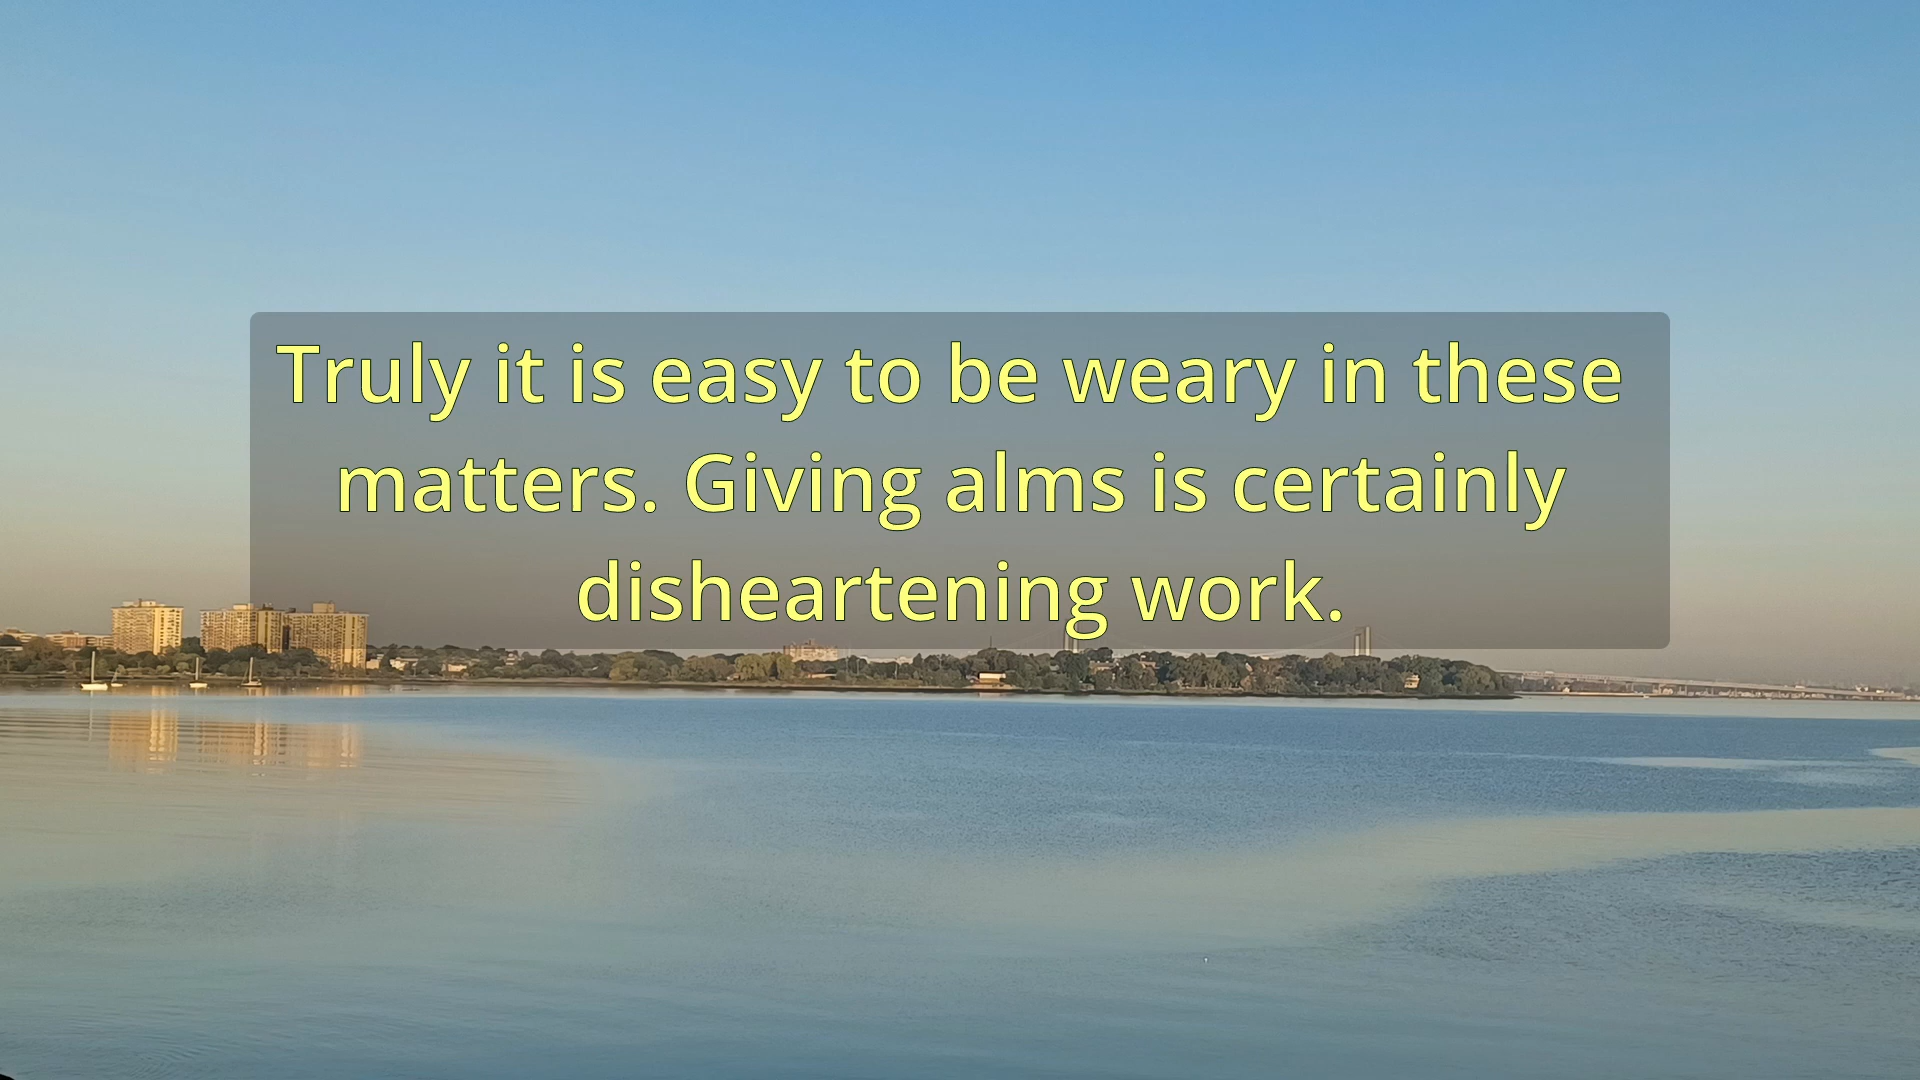 Truly it is easy to be weary in these
matters. Giving alms is certainly
disheartening work.